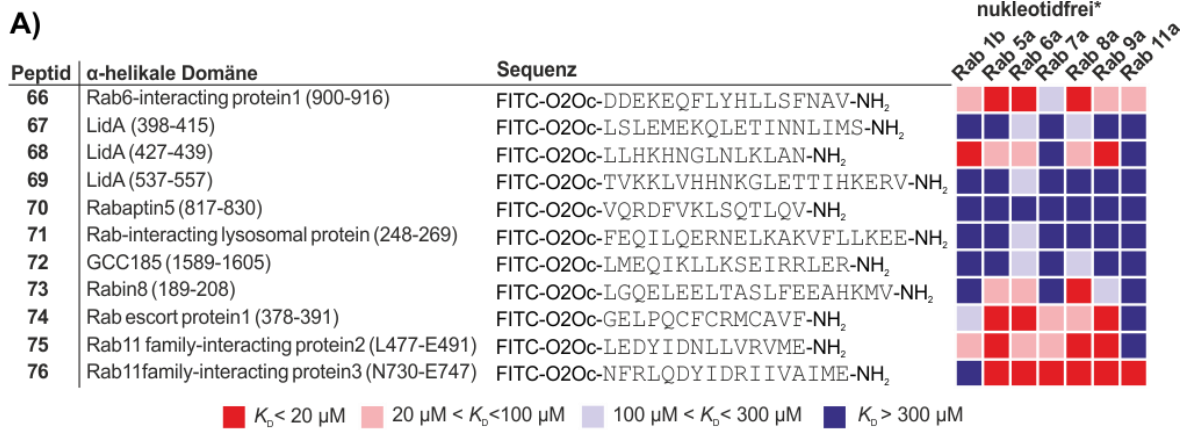 A)
nukleotidfrei*
Rab 1b Rab 5a Rab 6a Rab 7a Rab 8a Rab 9a Rab 11a
Peptid α-helikale Domäne Sequenz
66 Rab6-interacting protein1 (900-916) FITC-O2Oc-DDEKEQFLYHLLSFNAV-NH2
67 LidA (398-415) FITC-O2Oc-LSLEMEKQLETINNLIMS-NH2
68 LidA (427-439) FITC-O2Oc-LLHKHNGLNLKLAN-NH2
69 LidA (537-557) FITC-O2Oc-TVKKLVHHNKGLETTIHKERV-NH2
70 Rabaptin5 (817-830) FITC-O2Oc-VQRDFVKLSQTLQV-NH2
71 Rab-interacting lysosomal protein (248-269) FITC-O2Oc-FEQILQERNELKAKVFLLKEE-NH2
72 GCC185 (1589-1605) FITC-O2Oc-LMEQIKLLKSEIRRLER-NH2
73 Rabin8 (189-208) FITC-O2Oc-LGQELEELTASLFEEAHKMV-NH2
74 Rab escort protein1 (378-391) FITC-O2Oc-GELPQCFCRMCAVF-NH2
75 Rab11 family-interacting protein2 (L477-E491) FITC-O2Oc-LEDYIDNLLVRVME-NH2
76 Rab11family-interacting protein3 (N730-E747) FITC-O2Oc-NFRLQDYIDRIIVAIME-NH2
KD< 20 µM 20 µM < KD<100 µM 100 µM < KD< 300 µM KD > 300 µM